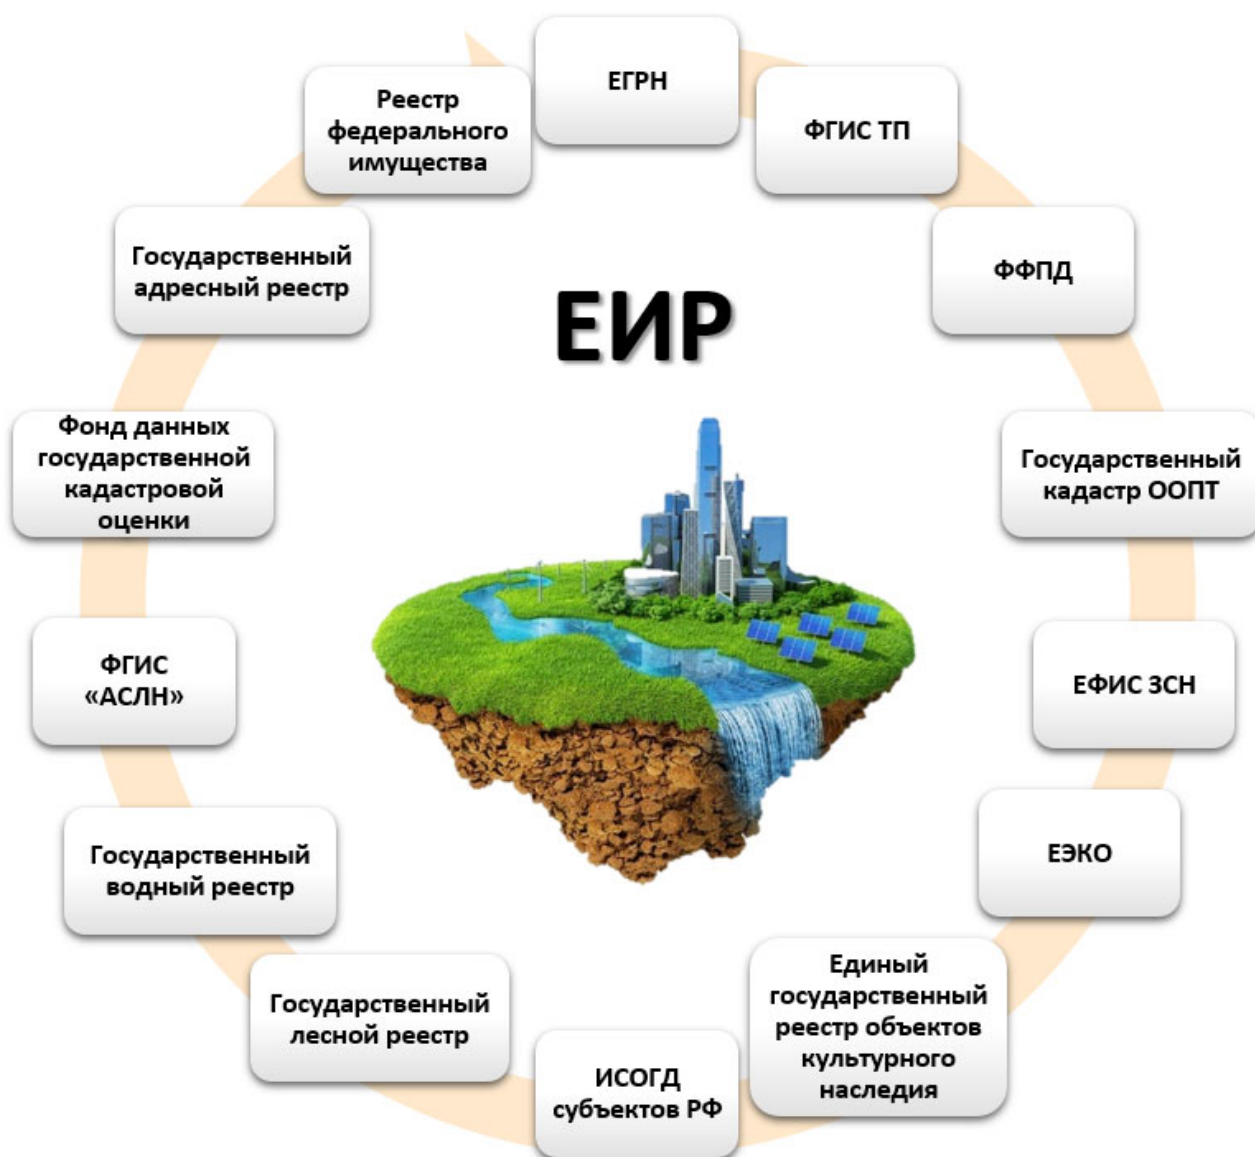 ЕГРН
ФГИС ТП
ФФПД
Государственный
кадастр ООПТ
ЕФИС ЗСН
ЕЭКО
Единый
государственный
реестр объектов
культурного
наследия
ИСОГД
субъектов РФ
Государственный
лесной реестр
Государственный
водный реестр
ФГИС
«АСЛН»
Фонд данных
государственной
кадастровой
оценки
Государственный
адресный реестр
Реестр
федерального
имущества
ЕИР